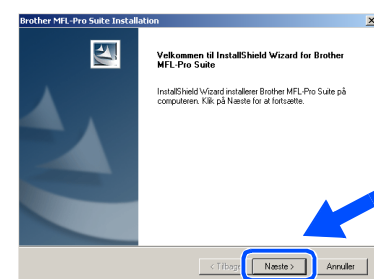 Brother MFL-Pro Suite Installation
Velkommen til InstallShield Wizard for Brother
MFL-Pro Suite
InstallShield Wizard installerer Brother MFL-Pro Suite på
computeren. Klik på Næste for at fortsætte.
< Tilbage
Næste >
Annuller